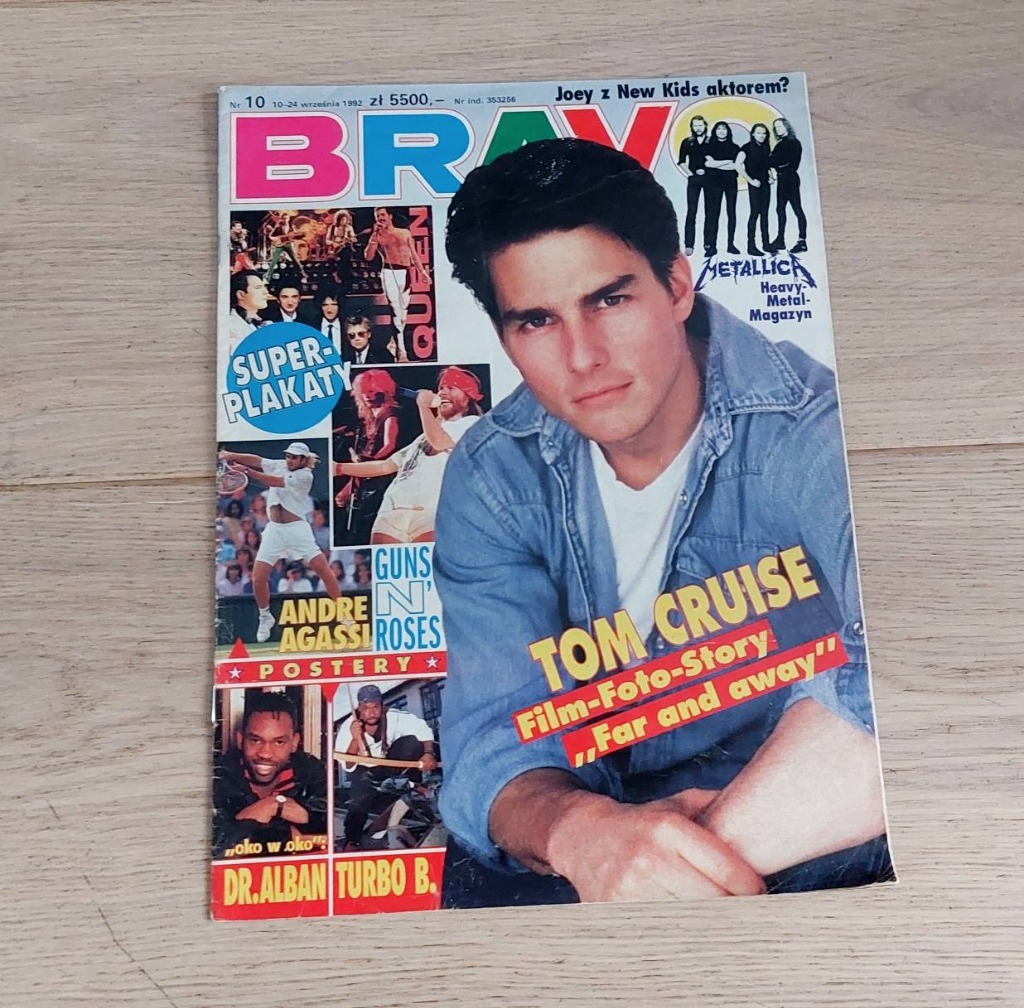 Joey z New Kids aktorem?
Nr 10 10-24 września 1992 zł 5500,— Nr ind. 353256
BRAVO
METALLICA
Heavy-
Metal-
Magazyn
QUEEN
SUPER-
PLAKATY
GUNS
N'
ROSES
ANDRE
AGASSI
POSTERY
TOM CRUISE
Film-Foto-Story
„Far and away”
„oko w oko”:
DR. ALBAN
TURBO B.